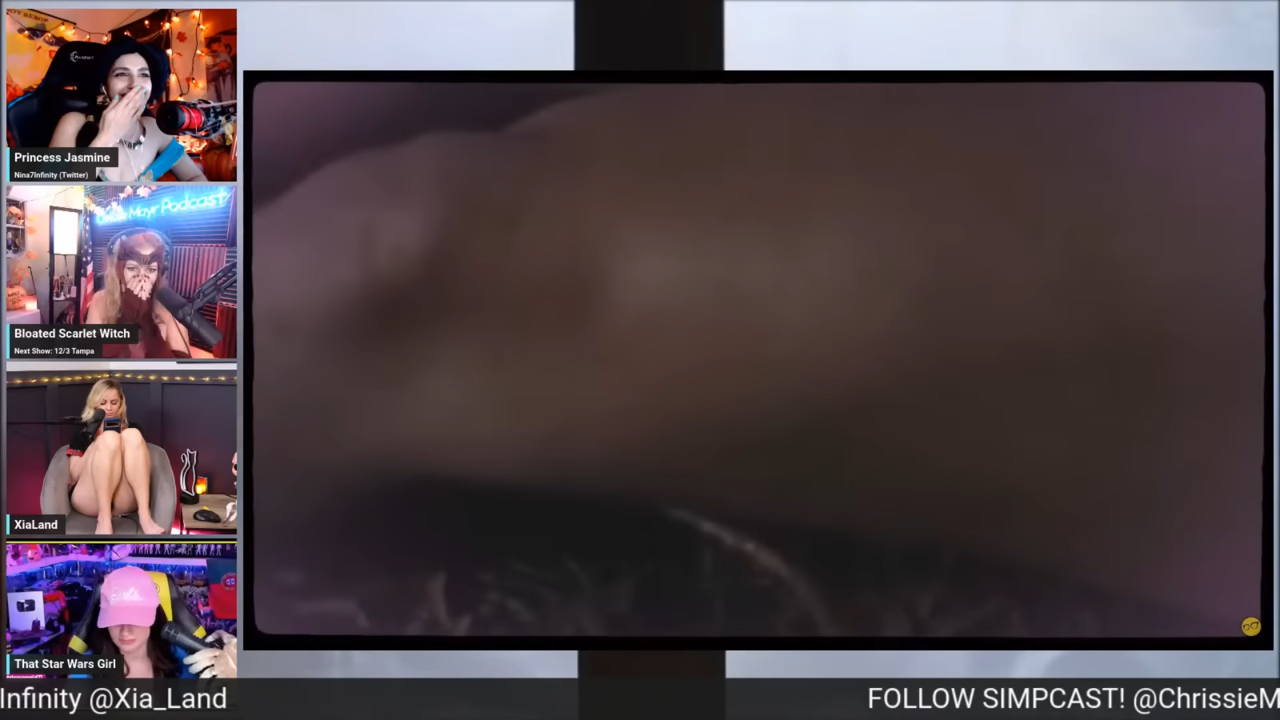 Princess Jasmine
Nina7Infinity (Twitter)
Mayr Podcast
Bloated Scarlet Witch
Next Show: 12/3 Tampa
XiaLand
That Star Wars Girl
Infinity @Xia_Land
FOLLOW SIMPCAST! @ChrissieM